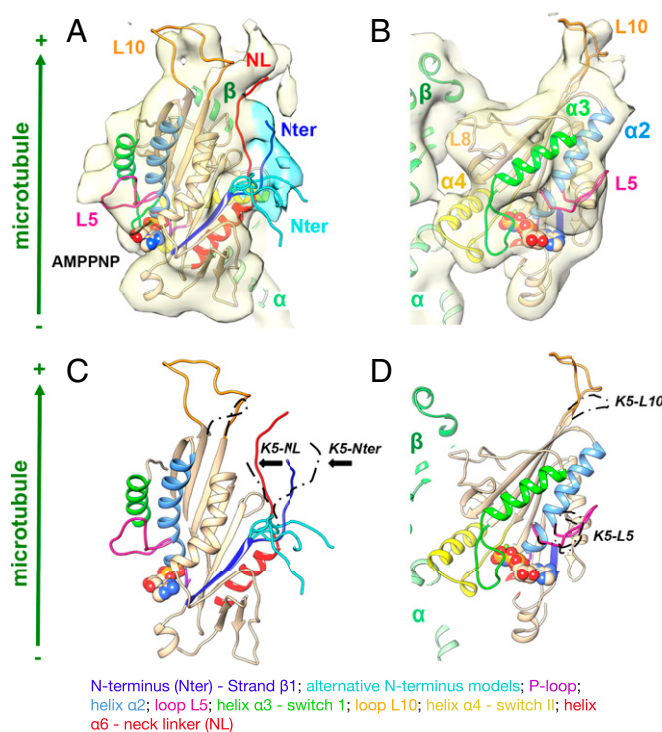 A
B
+
L10
NL
β
Nter
L5
Nter
AMPPNP
α
microtubule
-
L10
β
α3
L8
α2
α4
L5
α
C
D
+
K5-NL
K5-Nter
microtubule
-
K5-L10
β
K5-L5
α
N-terminus (Nter) - Strand β1; alternative N-terminus models; P-loop;
helix α2; loop L5; helix α3 - switch 1; loop L10; helix α4 - switch II; helix
α6 - neck linker (NL)